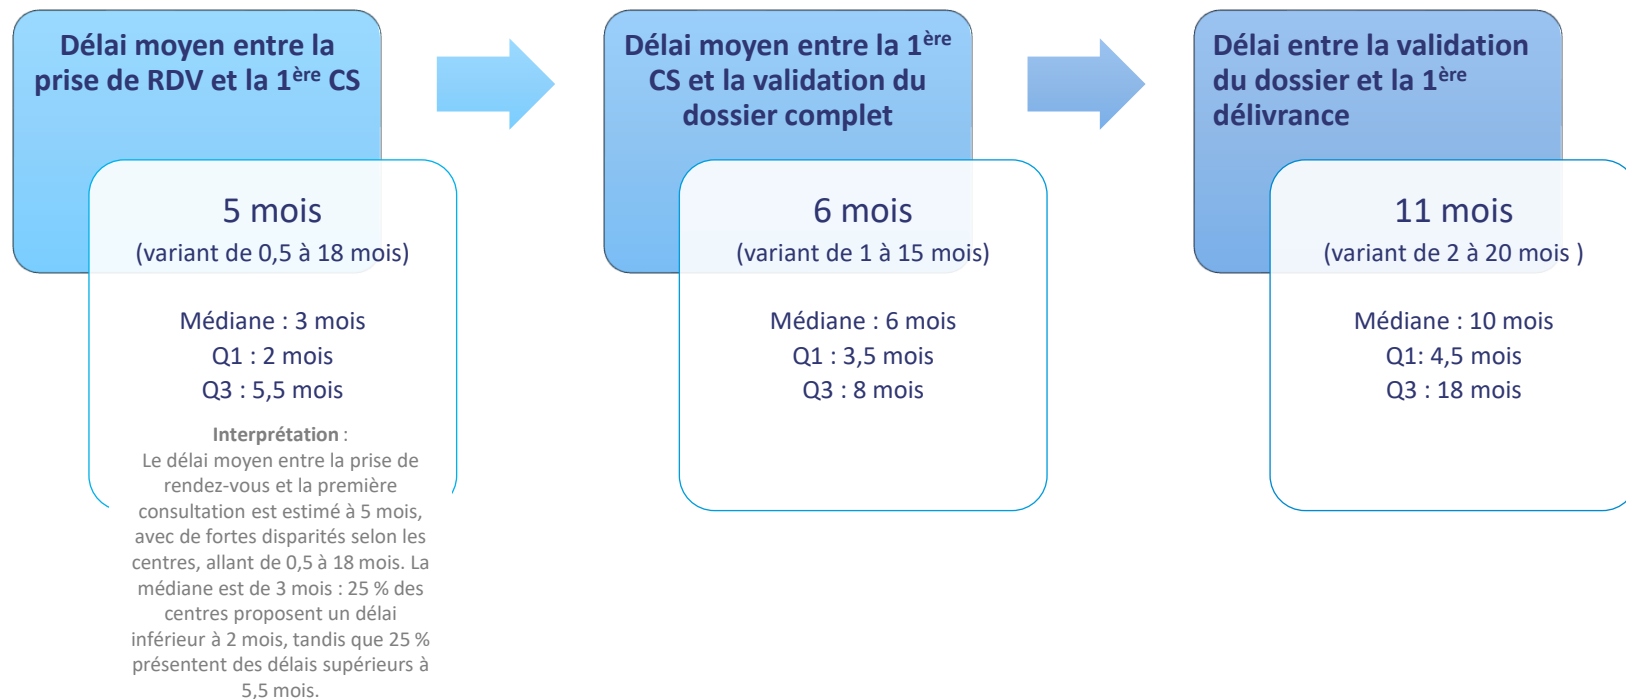 Délai moyen entre la
prise de RDV et la 1ère CS
5 mois
(variant de 0,5 à 18 mois)
Médiane : 3 mois
Q1 : 2 mois
Q3 : 5,5 mois
Interprétation :
Le délai moyen entre la prise de
rendez-vous et la première
consultation est estimé à 5 mois,
avec de fortes disparités selon les
centres, allant de 0,5 à 18 mois. La
médiane est de 3 mois : 25 % des
centres proposent un délai
inférieur à 2 mois, tandis que 25 %
présentent des délais supérieurs à
5,5 mois.
Délai moyen entre la 1ère
CS et la validation du
dossier complet
6 mois
(variant de 1 à 15 mois)
Médiane : 6 mois
Q1 : 3,5 mois
Q3 : 8 mois
Délai entre la validation
du dossier et la 1ère
délivrance
11 mois
(variant de 2 à 20 mois )
Médiane : 10 mois
Q1: 4,5 mois
Q3 : 18 mois